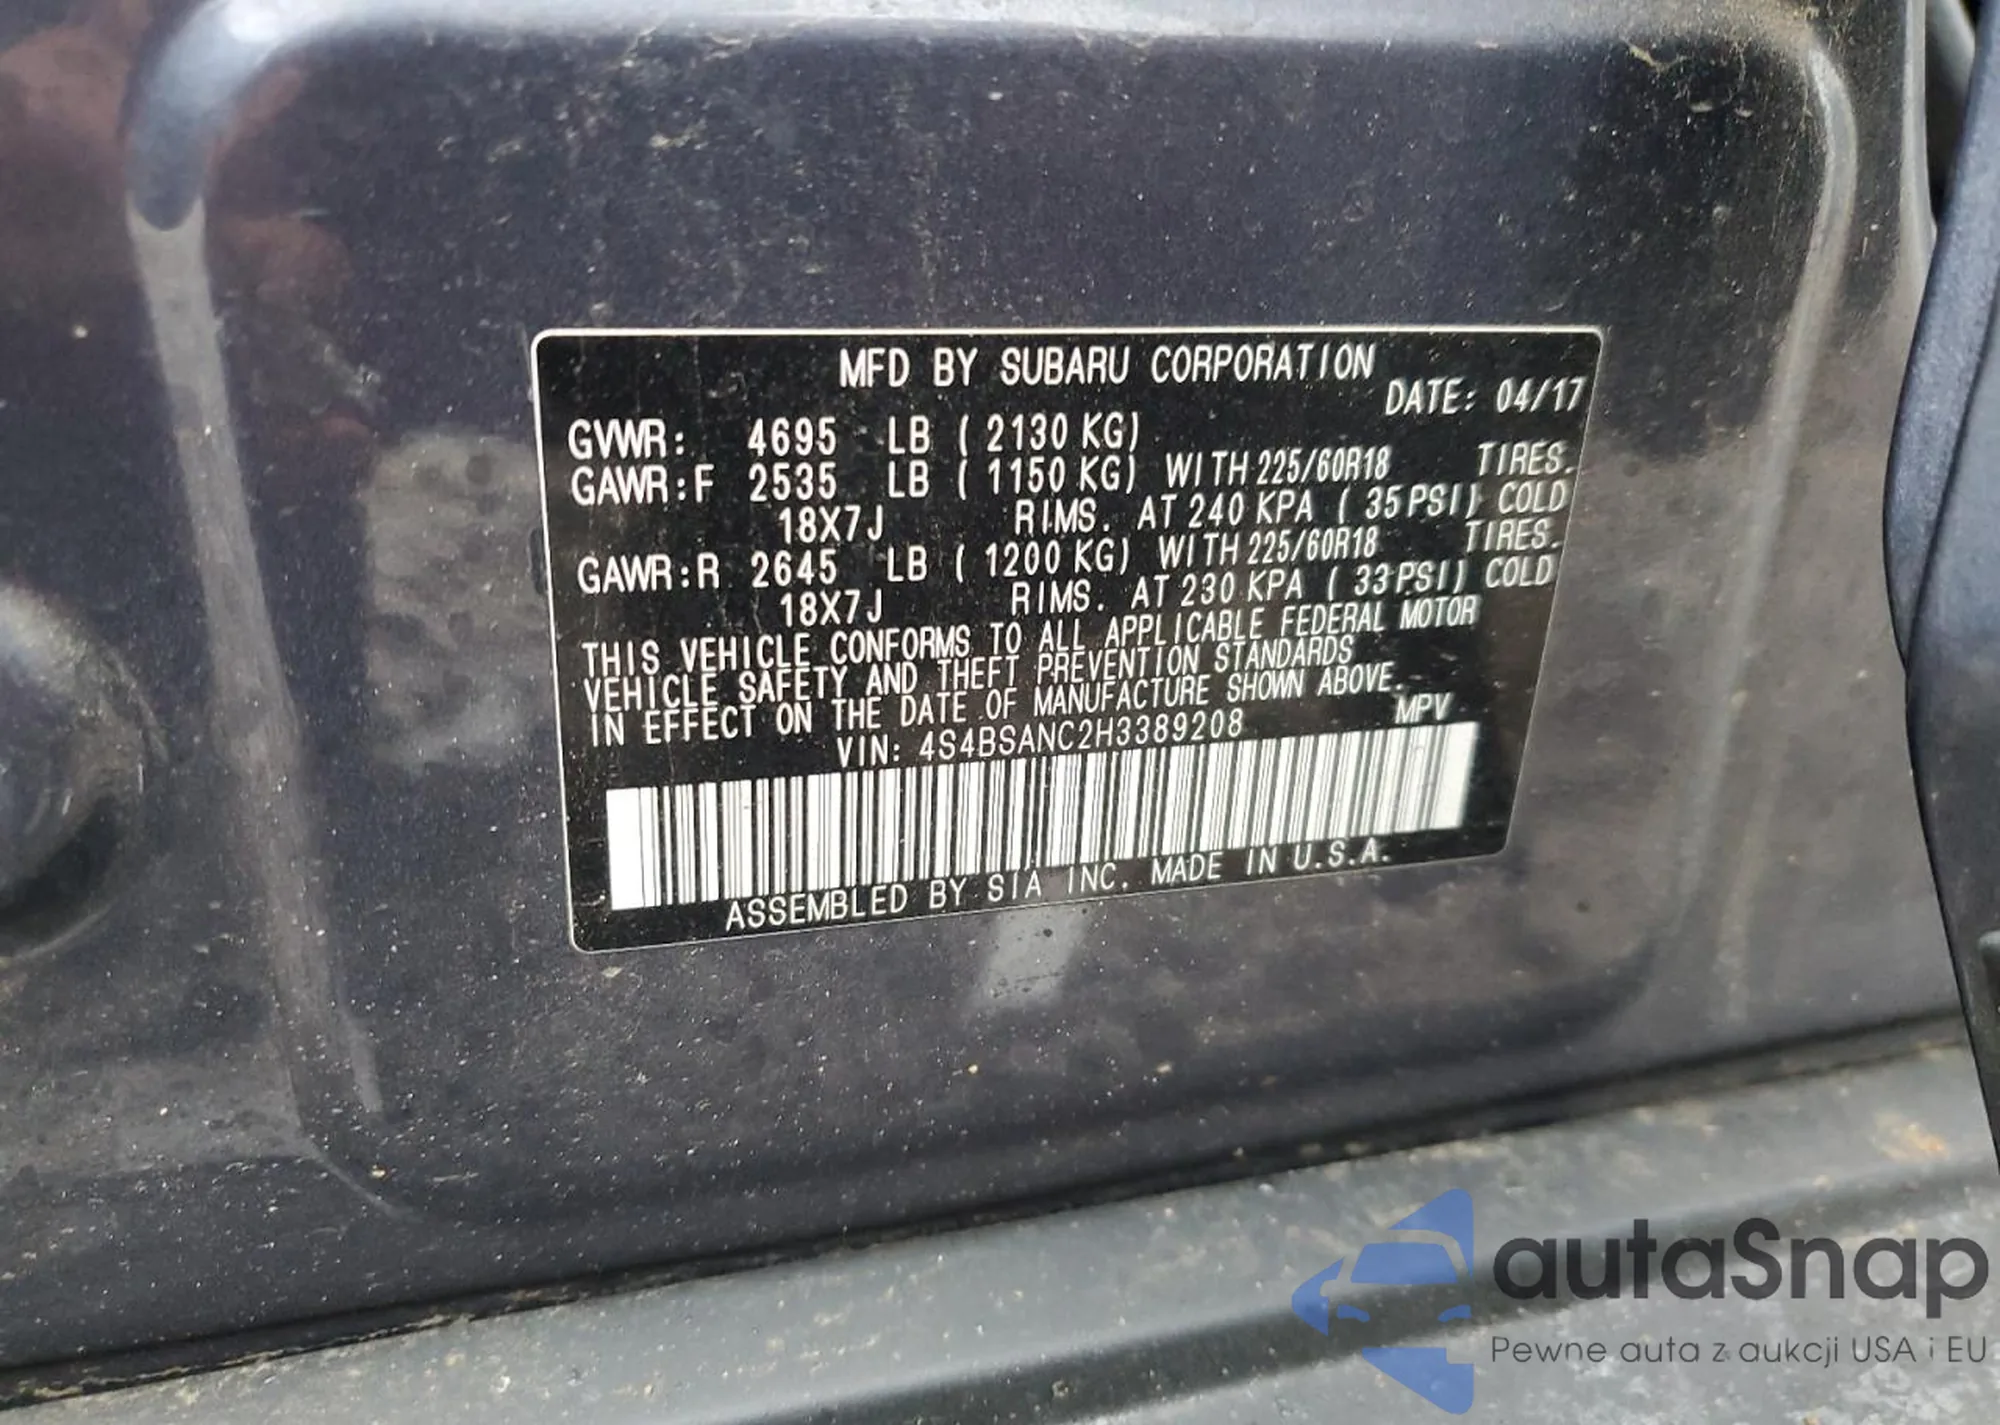 MFD BY SUBARU CORPORATION
DATE: 04/17
GVWR: 4695 LB ( 2130 KG)
GAWR:F 2535 LB ( 1150 KG) WITH 225/60R18 TIRES.
18X7J RIMS. AT 240 KPA ( 35 PSI) COLD
GAWR:R 2645 LB ( 1200 KG) WITH 225/60R18 TIRES.
18X7J RIMS. AT 230 KPA ( 33 PSI) COLD
THIS VEHICLE CONFORMS TO ALL APPLICABLE FEDERAL MOTOR
VEHICLE SAFETY AND THEFT PREVENTION STANDARDS
IN EFFECT ON THE DATE OF MANUFACTURE SHOWN ABOVE.
VIN: 4S4BSANC2H3389208 MPV
ASSEMBLED BY SIA INC. MADE IN U.S.A.
autaSnap
Pewne auta z aukcji USA i EU